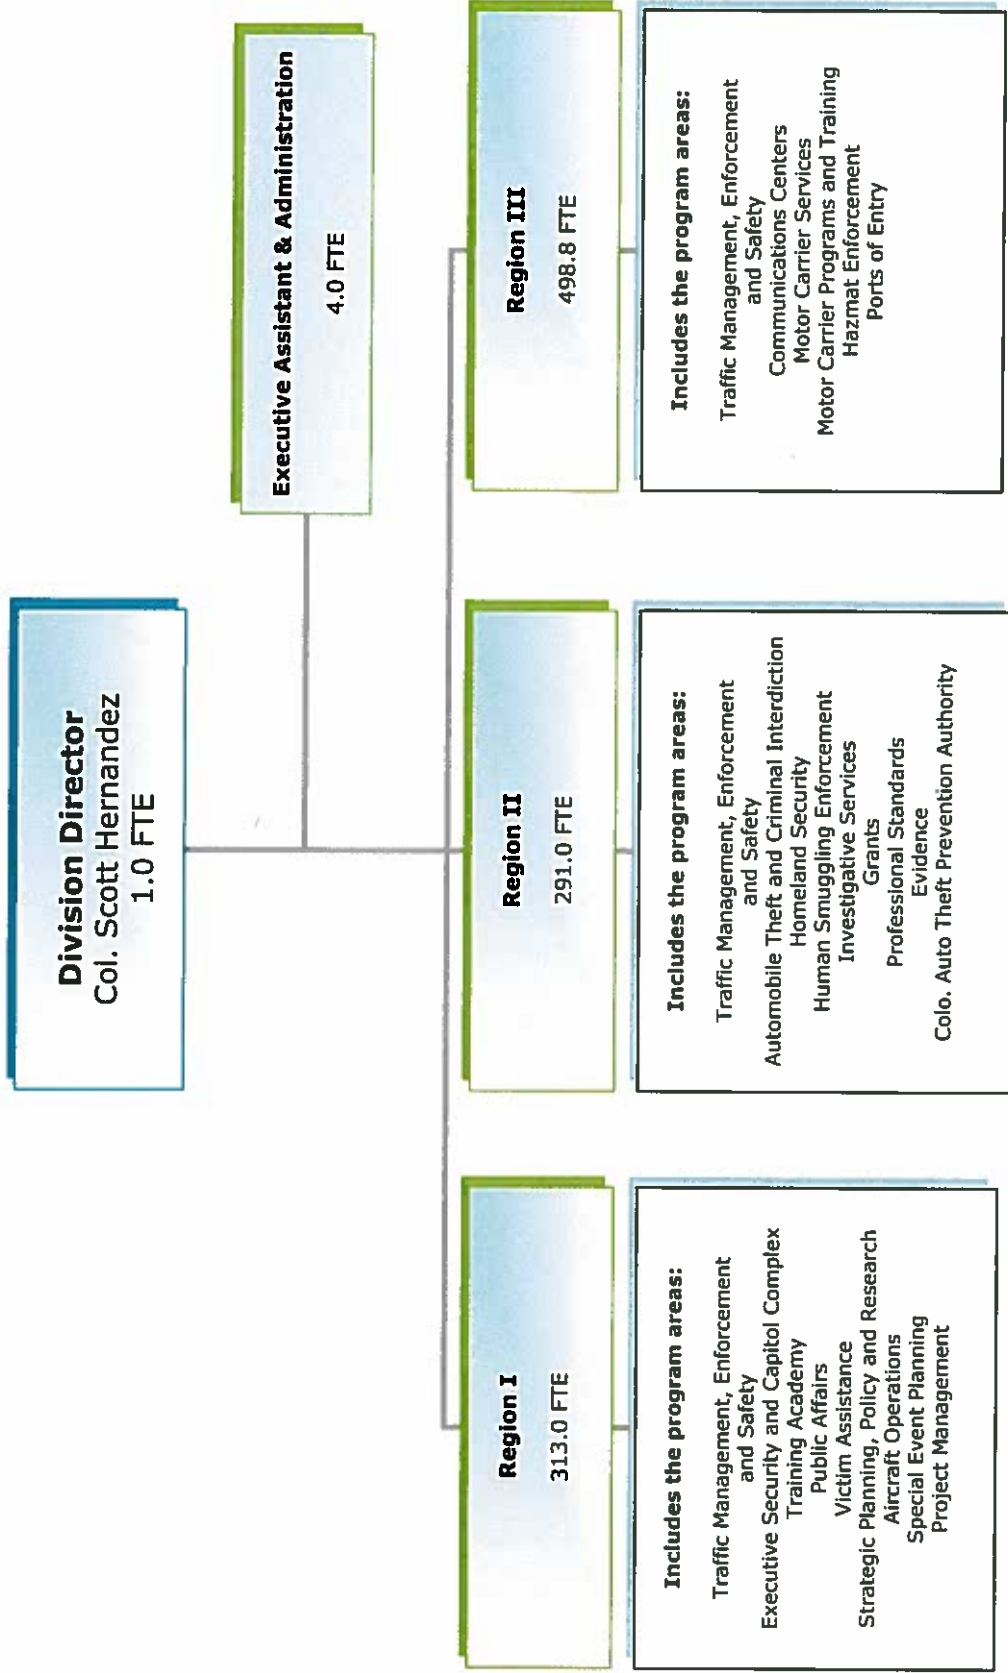 Division Director
Col. Scott Hernandez
1.0 FTE
Executive Assistant & Administration
4.0 FTE
Region I
313.0 FTE
Includes the program areas:
Traffic Management, Enforcement
and Safety
Executive Security and Capitol Complex
Training Academy
Public Affairs
Victim Assistance
Strategic Planning, Policy and Research
Aircraft Operations
Special Event Planning
Project Management
Region II
291.0 FTE
Includes the program areas:
Traffic Management, Enforcement
and Safety
Automobile Theft and Criminal Interdiction
Homeland Security
Human Smuggling Enforcement
Investigative Services
Grants
Professional Standards
Evidence
Colo. Auto Theft Prevention Authority
Region III
498.8 FTE
Includes the program areas:
Traffic Management, Enforcement
and Safety
Communications Centers
Motor Carrier Services
Motor Carrier Programs and Training
Hazmat Enforcement
Ports of Entry